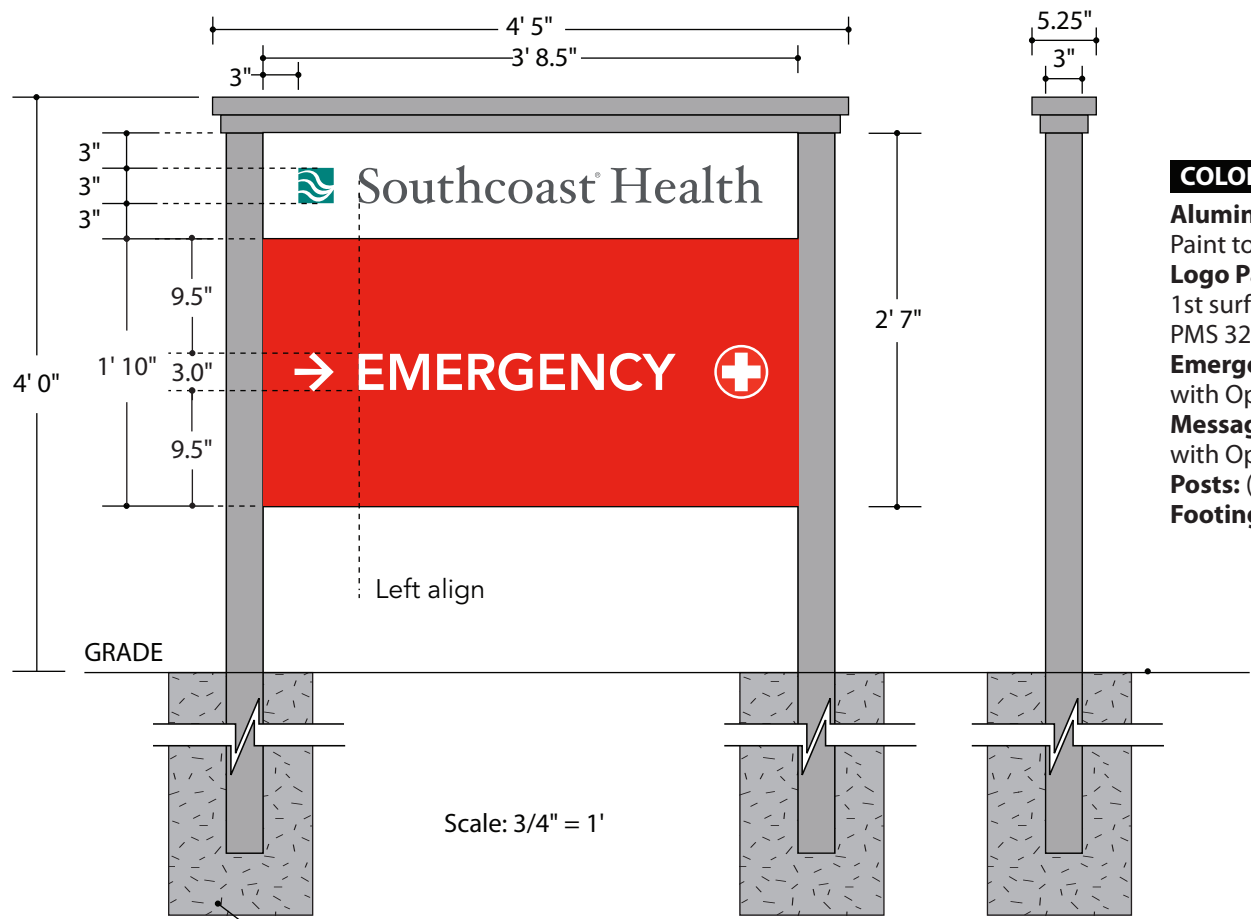 4' 5"
5.25"
3' 8.5"
3"
3"
3"
3"
3"
Southcoast® Health
COLO
Alumin
Paint to
Logo P
1st surf
PMS 32
Emerge
with Op
Messag
with Op
Posts: (
Footing
9.5"
2' 7"
4' 0"
1' 10"
3.0"
→ EMERGENCY
9.5"
Left align
GRADE
Scale: 3/4" = 1'